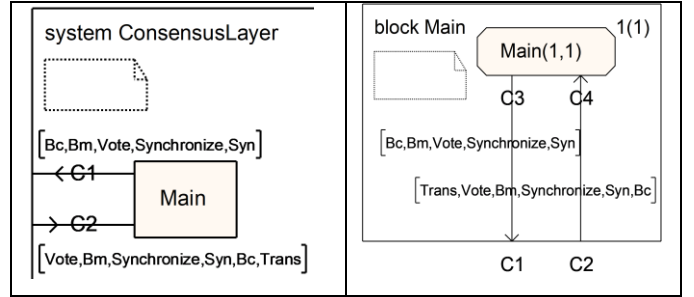 system ConsensusLayer
[Bc,Bm,Vote,Synchronize,Syn]
C1
Main
C2
[Vote,Bm,Synchronize,Syn,Bc,Trans]
block Main
1(1)
Main(1,1)
C3
C4
[Bc,Bm,Vote,Synchronize,Syn]
[Trans,Vote,Bm,Synchronize,Syn,Bc]
C1
C2